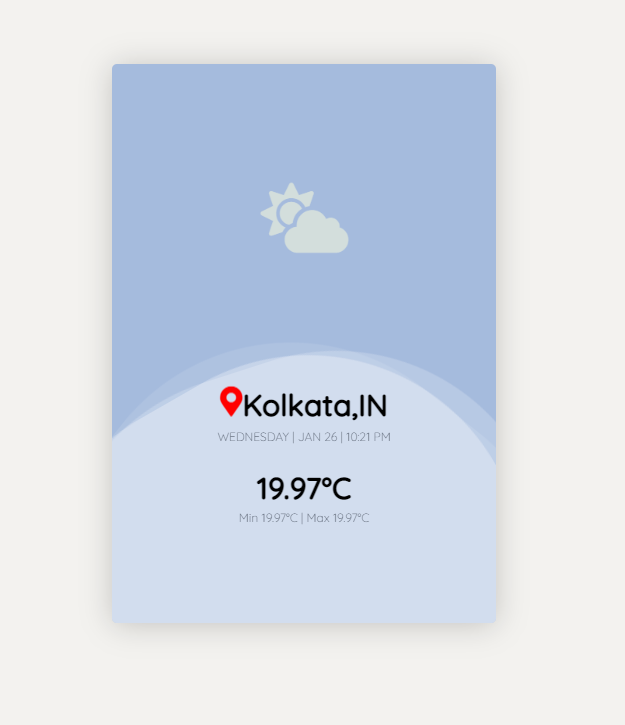 Kolkata,IN
WEDNESDAY | JAN 26 | 10:21 PM
19.97°C
Min 19.97°C | Max 19.97°C